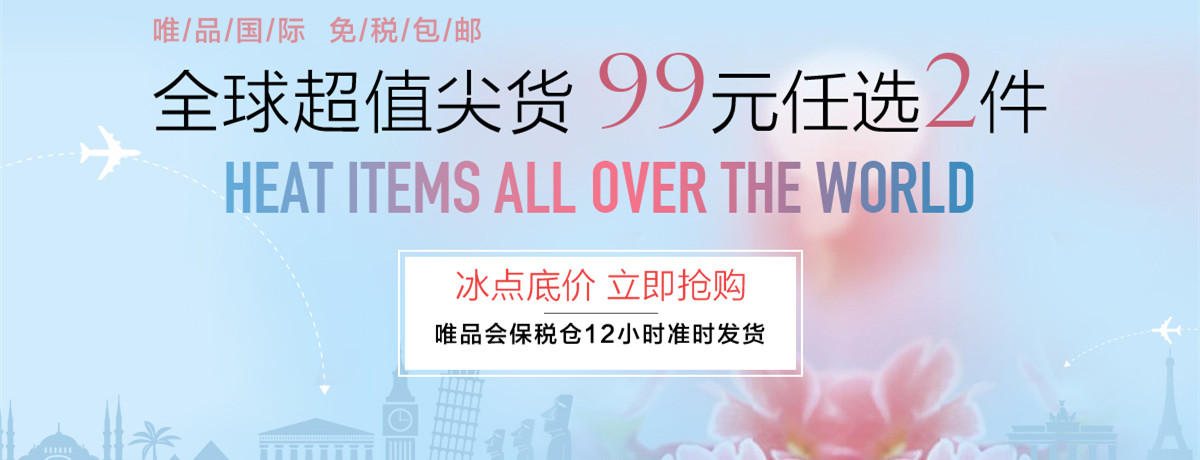 唯/品/国/际 免/税/包/邮
全球超值尖货 99元任选2件
HEAT ITEMS ALL OVER THE WORLD
冰点底价 立即抢购
唯品会保税仓12小时准时发货